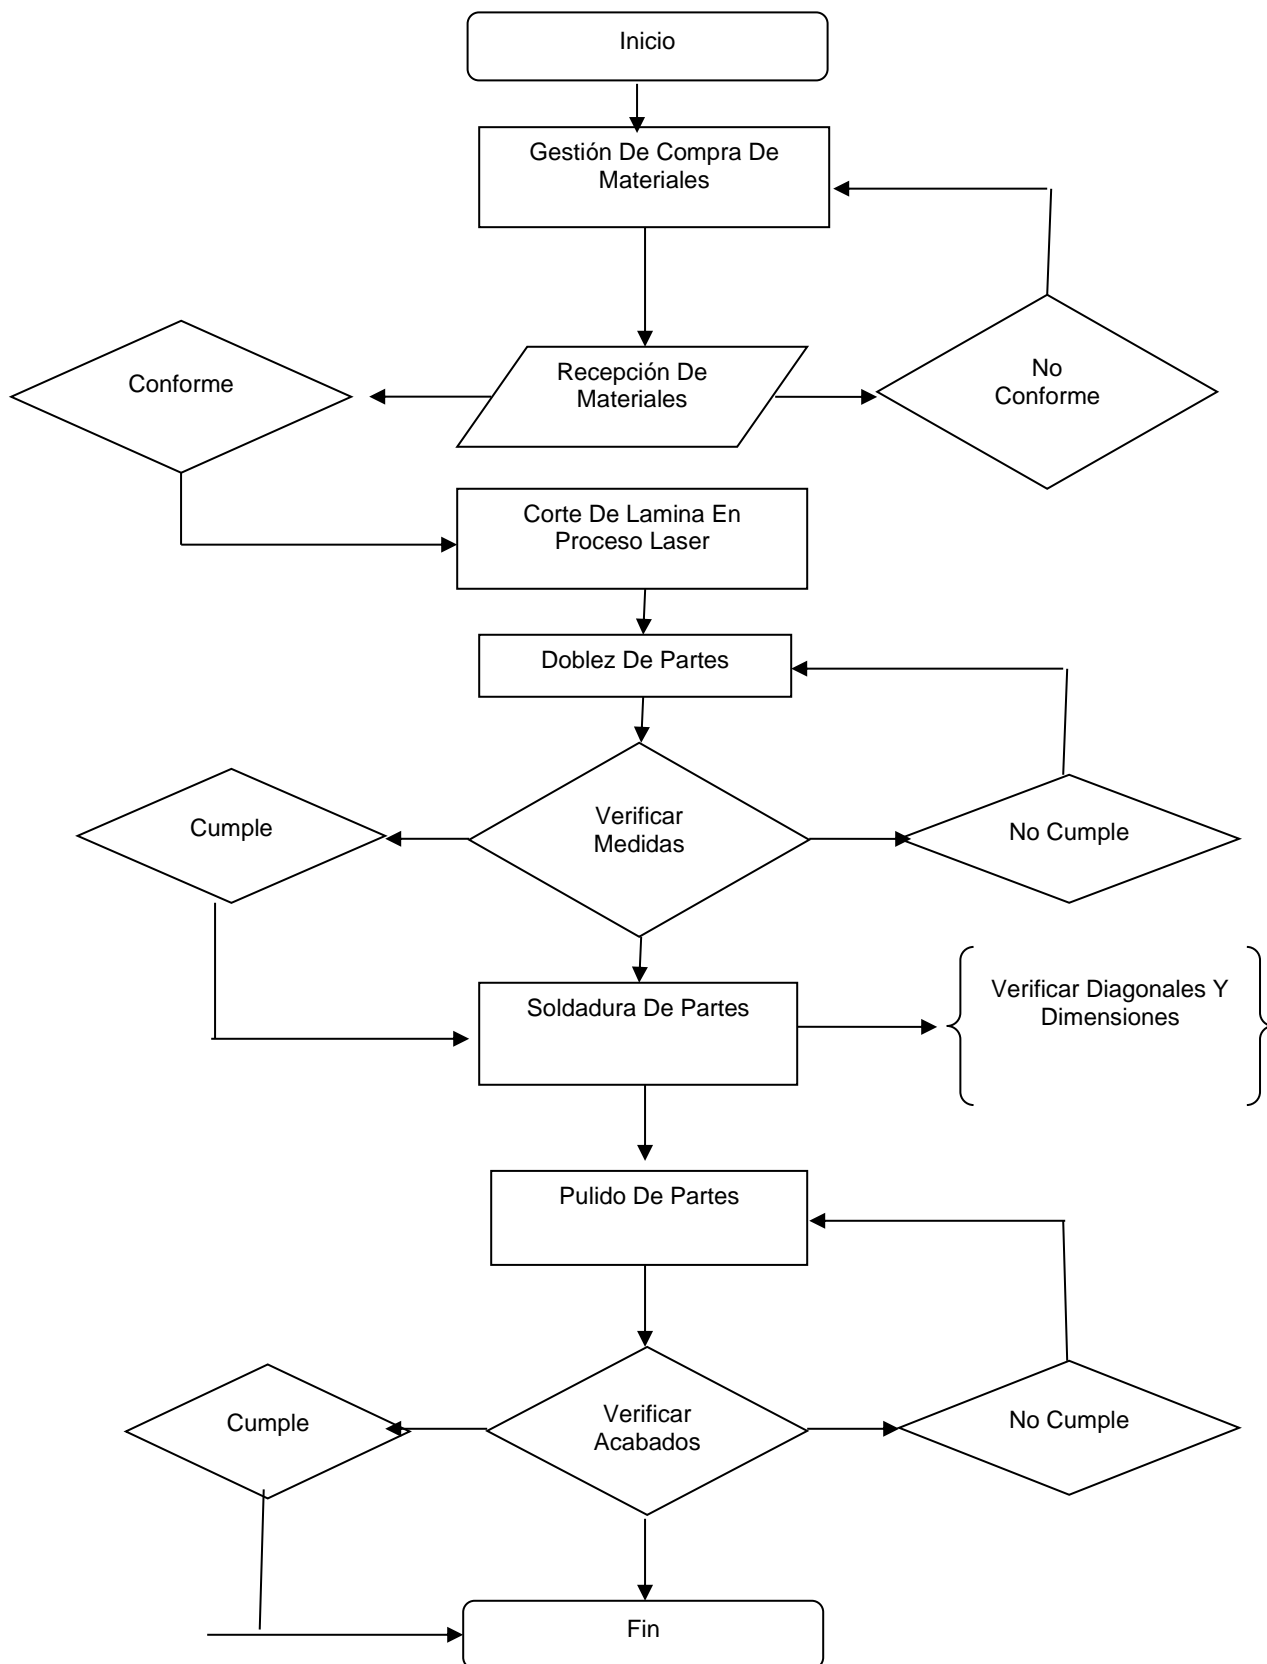 Inicio
Gestión De Compra De
Materiales
Conforme
Recepción De
Materiales
No
Conforme
Corte De Lamina En
Proceso Laser
Doblez De Partes
Cumple
Verificar
Medidas
No Cumple
Soldadura De Partes
Verificar Diagonales Y
Dimensiones
Pulido De Partes
Cumple
Verificar
Acabados
No Cumple
Fin